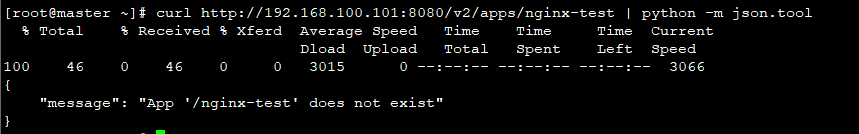 [root@master ~]# curl http://192.168.100.101:8080/v2/apps/nginx-test | python -m json.tool
  % Total    % Received % Xferd  Average Speed   Time    Time     Time  Current
                                 Dload  Upload   Total   Spent    Left  Speed
100    46    0    46    0     0   3015      0 --:--:-- --:--:-- --:--:--  3066
{
    "message": "App '/nginx-test' does not exist"
}